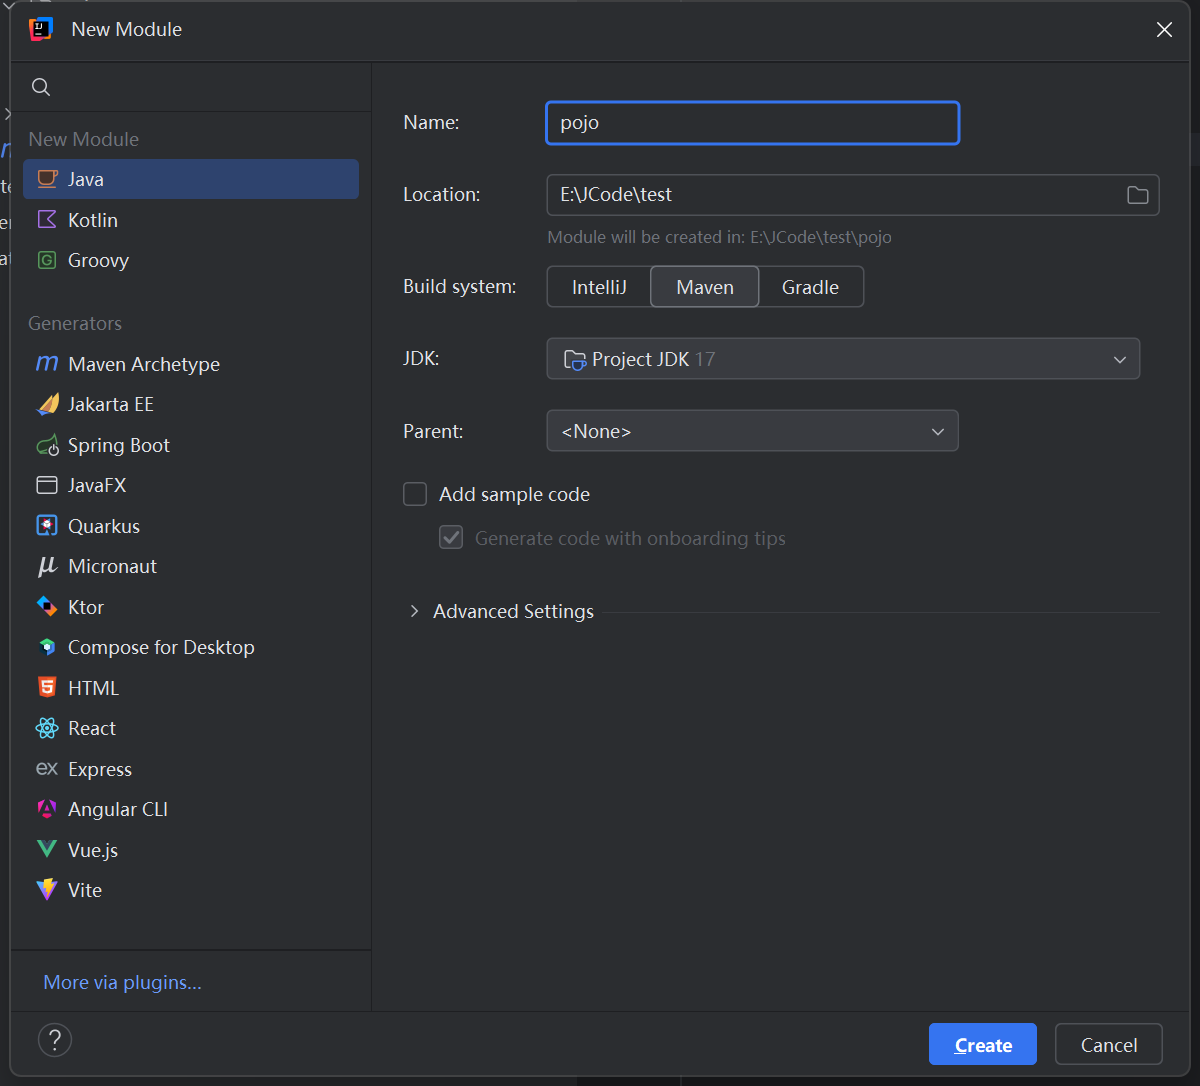 New Module
New Module
Java
Kotlin
Groovy
Generators
Maven Archetype
Jakarta EE
Spring Boot
JavaFX
Quarkus
Micronaut
Ktor
Compose for Desktop
HTML
React
Express
Angular CLI
Vue.js
Vite
More via plugins...
Name:
pojo
Location:
E:\JCode\test
Module will be created in: E:\JCode\test\pojo
Build system:
IntelliJ
Maven
Gradle
JDK:
Project JDK 17
Parent:
<None>
Add sample code
Generate code with onboarding tips
Advanced Settings
?
Create
Cancel